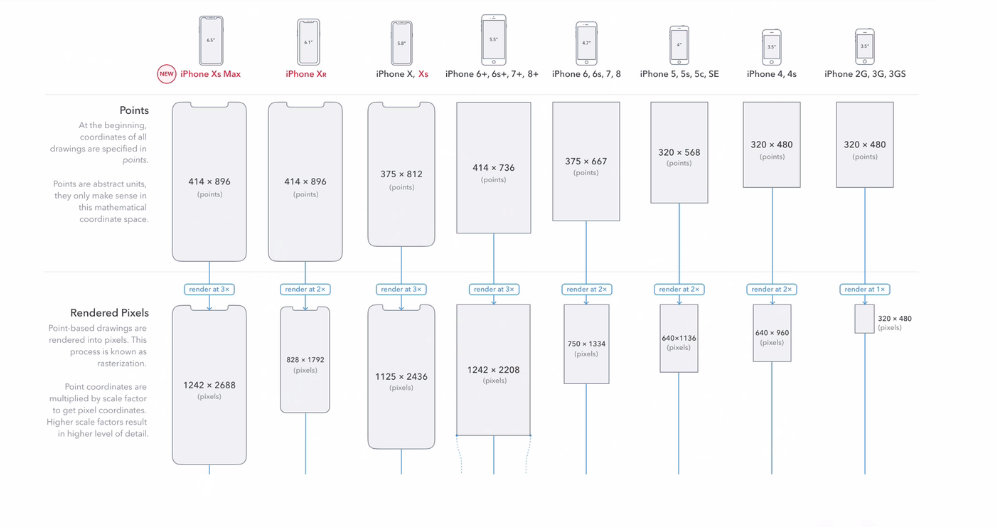 6.5"
6.1"
5.8"
5.5"
4.7"
4"
3.5"
3.5"
NEW iPhone Xs Max
iPhone XR
iPhone X, Xs
iPhone 6+, 6s+, 7+, 8+
iPhone 6, 6s, 7, 8
iPhone 5, 5s, 5c, SE
iPhone 4, 4s
iPhone 2G, 3G, 3GS
Points
At the beginning,
coordinates of all
drawings are specified in
points.
Points are abstract units,
they only make sense in
this mathematical
coordinate space.
414 × 896
(points)
414 × 896
(points)
375 × 812
(points)
414 × 736
(points)
375 × 667
(points)
320 × 568
(points)
320 × 480
(points)
320 × 480
(points)
render at 3×
render at 2×
render at 3×
render at 3×
render at 2×
render at 2×
render at 2×
render at 1×
Rendered Pixels
Point-based drawings are
rendered into pixels. This
process is known as
rasterization.
Point coordinates are
multiplied by scale factor
to get pixel coordinates.
Higher scale factors result
in higher level of detail.
1242 × 2688
(pixels)
828 × 1792
(pixels)
1125 × 2436
(pixels)
1242 × 2208
(pixels)
750 × 1334
(pixels)
640×1136
(pixels)
640 × 960
(pixels)
320 × 480
(pixels)